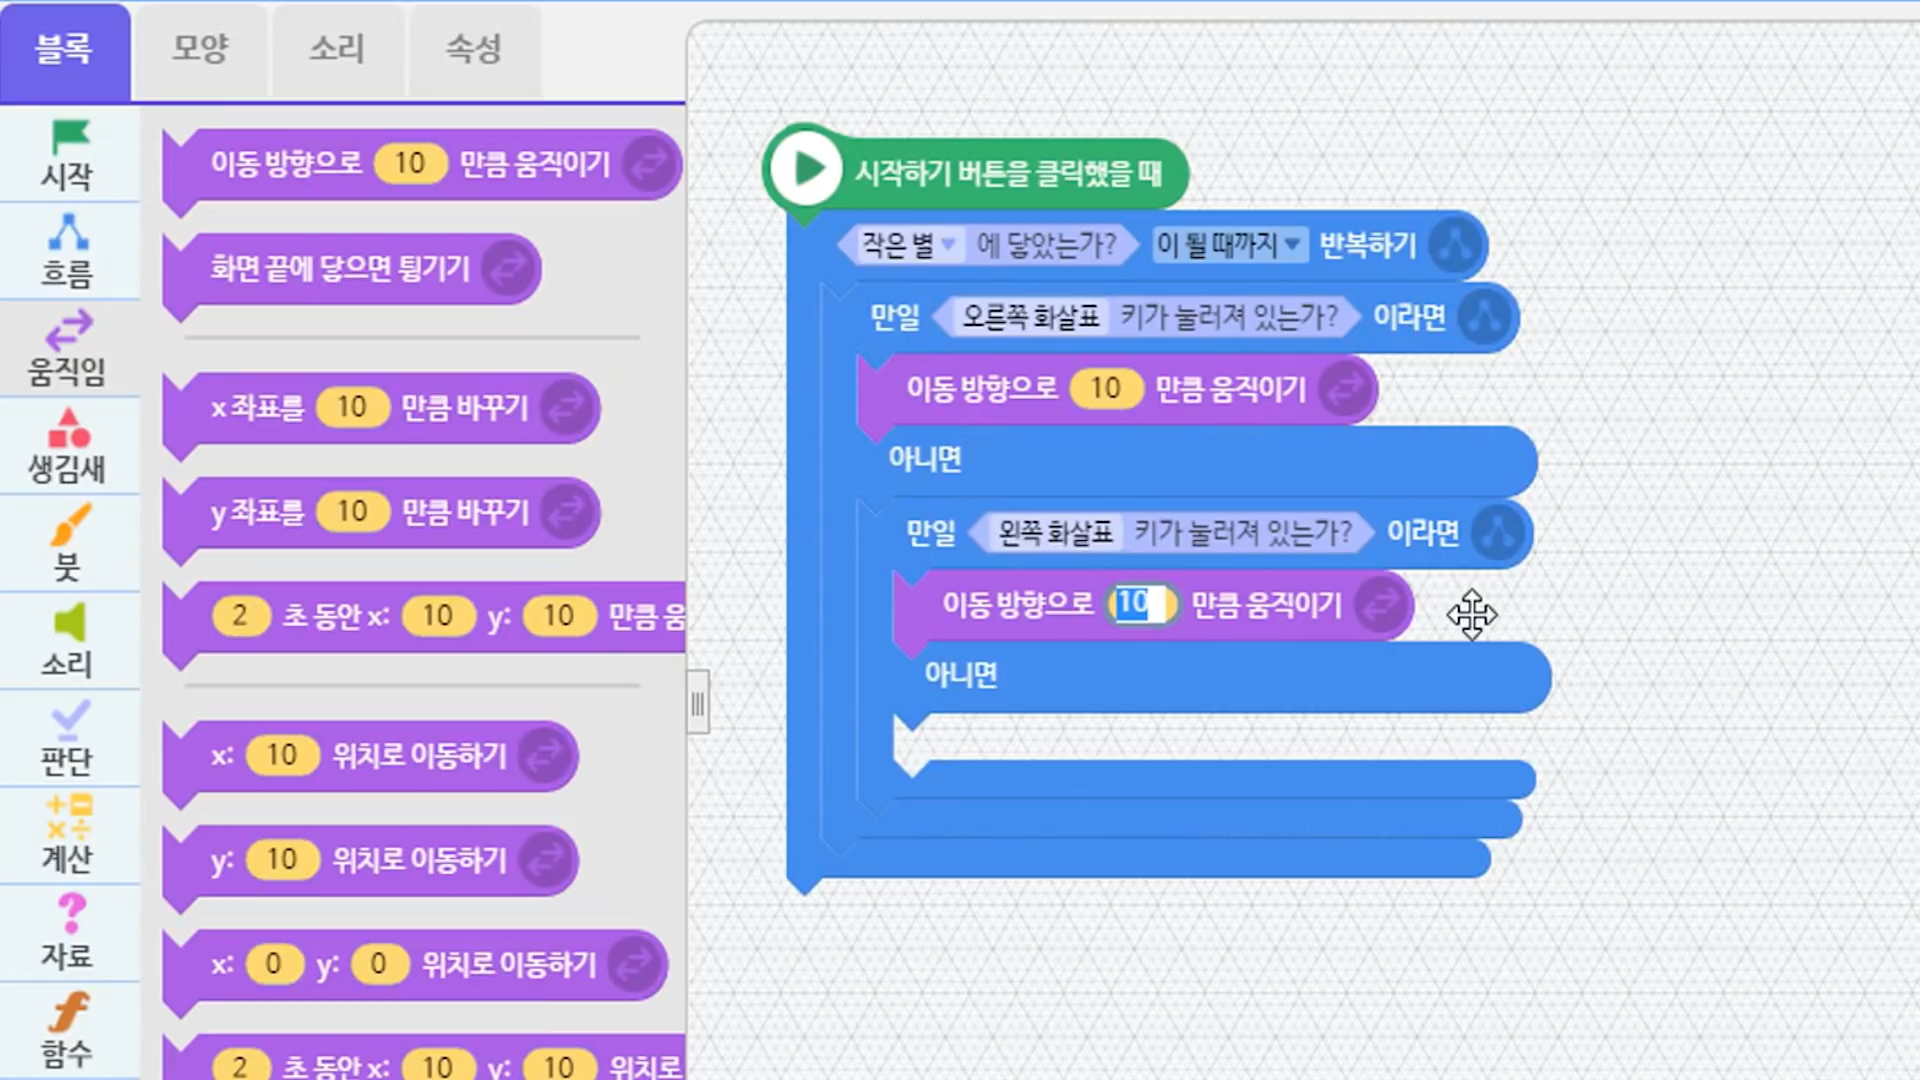 블록 모양 소리 속성
시작
흐름
움직임
생김새
붓
소리
판단
계산
자료
함수
이동 방향으로 10 만큼 움직이기
화면 끝에 닿으면 튕기기
x 좌표를 10 만큼 바꾸기
y 좌표를 10 만큼 바꾸기
2 초 동안 x: 10 y: 10 만큼 움
x: 10 위치로 이동하기
y: 10 위치로 이동하기
x: 0 y: 0 위치로 이동하기
2 초 동안 x: 10 y: 10 위치로
시작하기 버튼을 클릭했을 때
작은 별 에 닿았는가? 이 될 때까지 반복하기
만일 오른쪽 화살표 키가 눌러져 있는가? 이라면
이동 방향으로 10 만큼 움직이기
아니면
만일 왼쪽 화살표 키가 눌러져 있는가? 이라면
이동 방향으로 10 만큼 움직이기
아니면